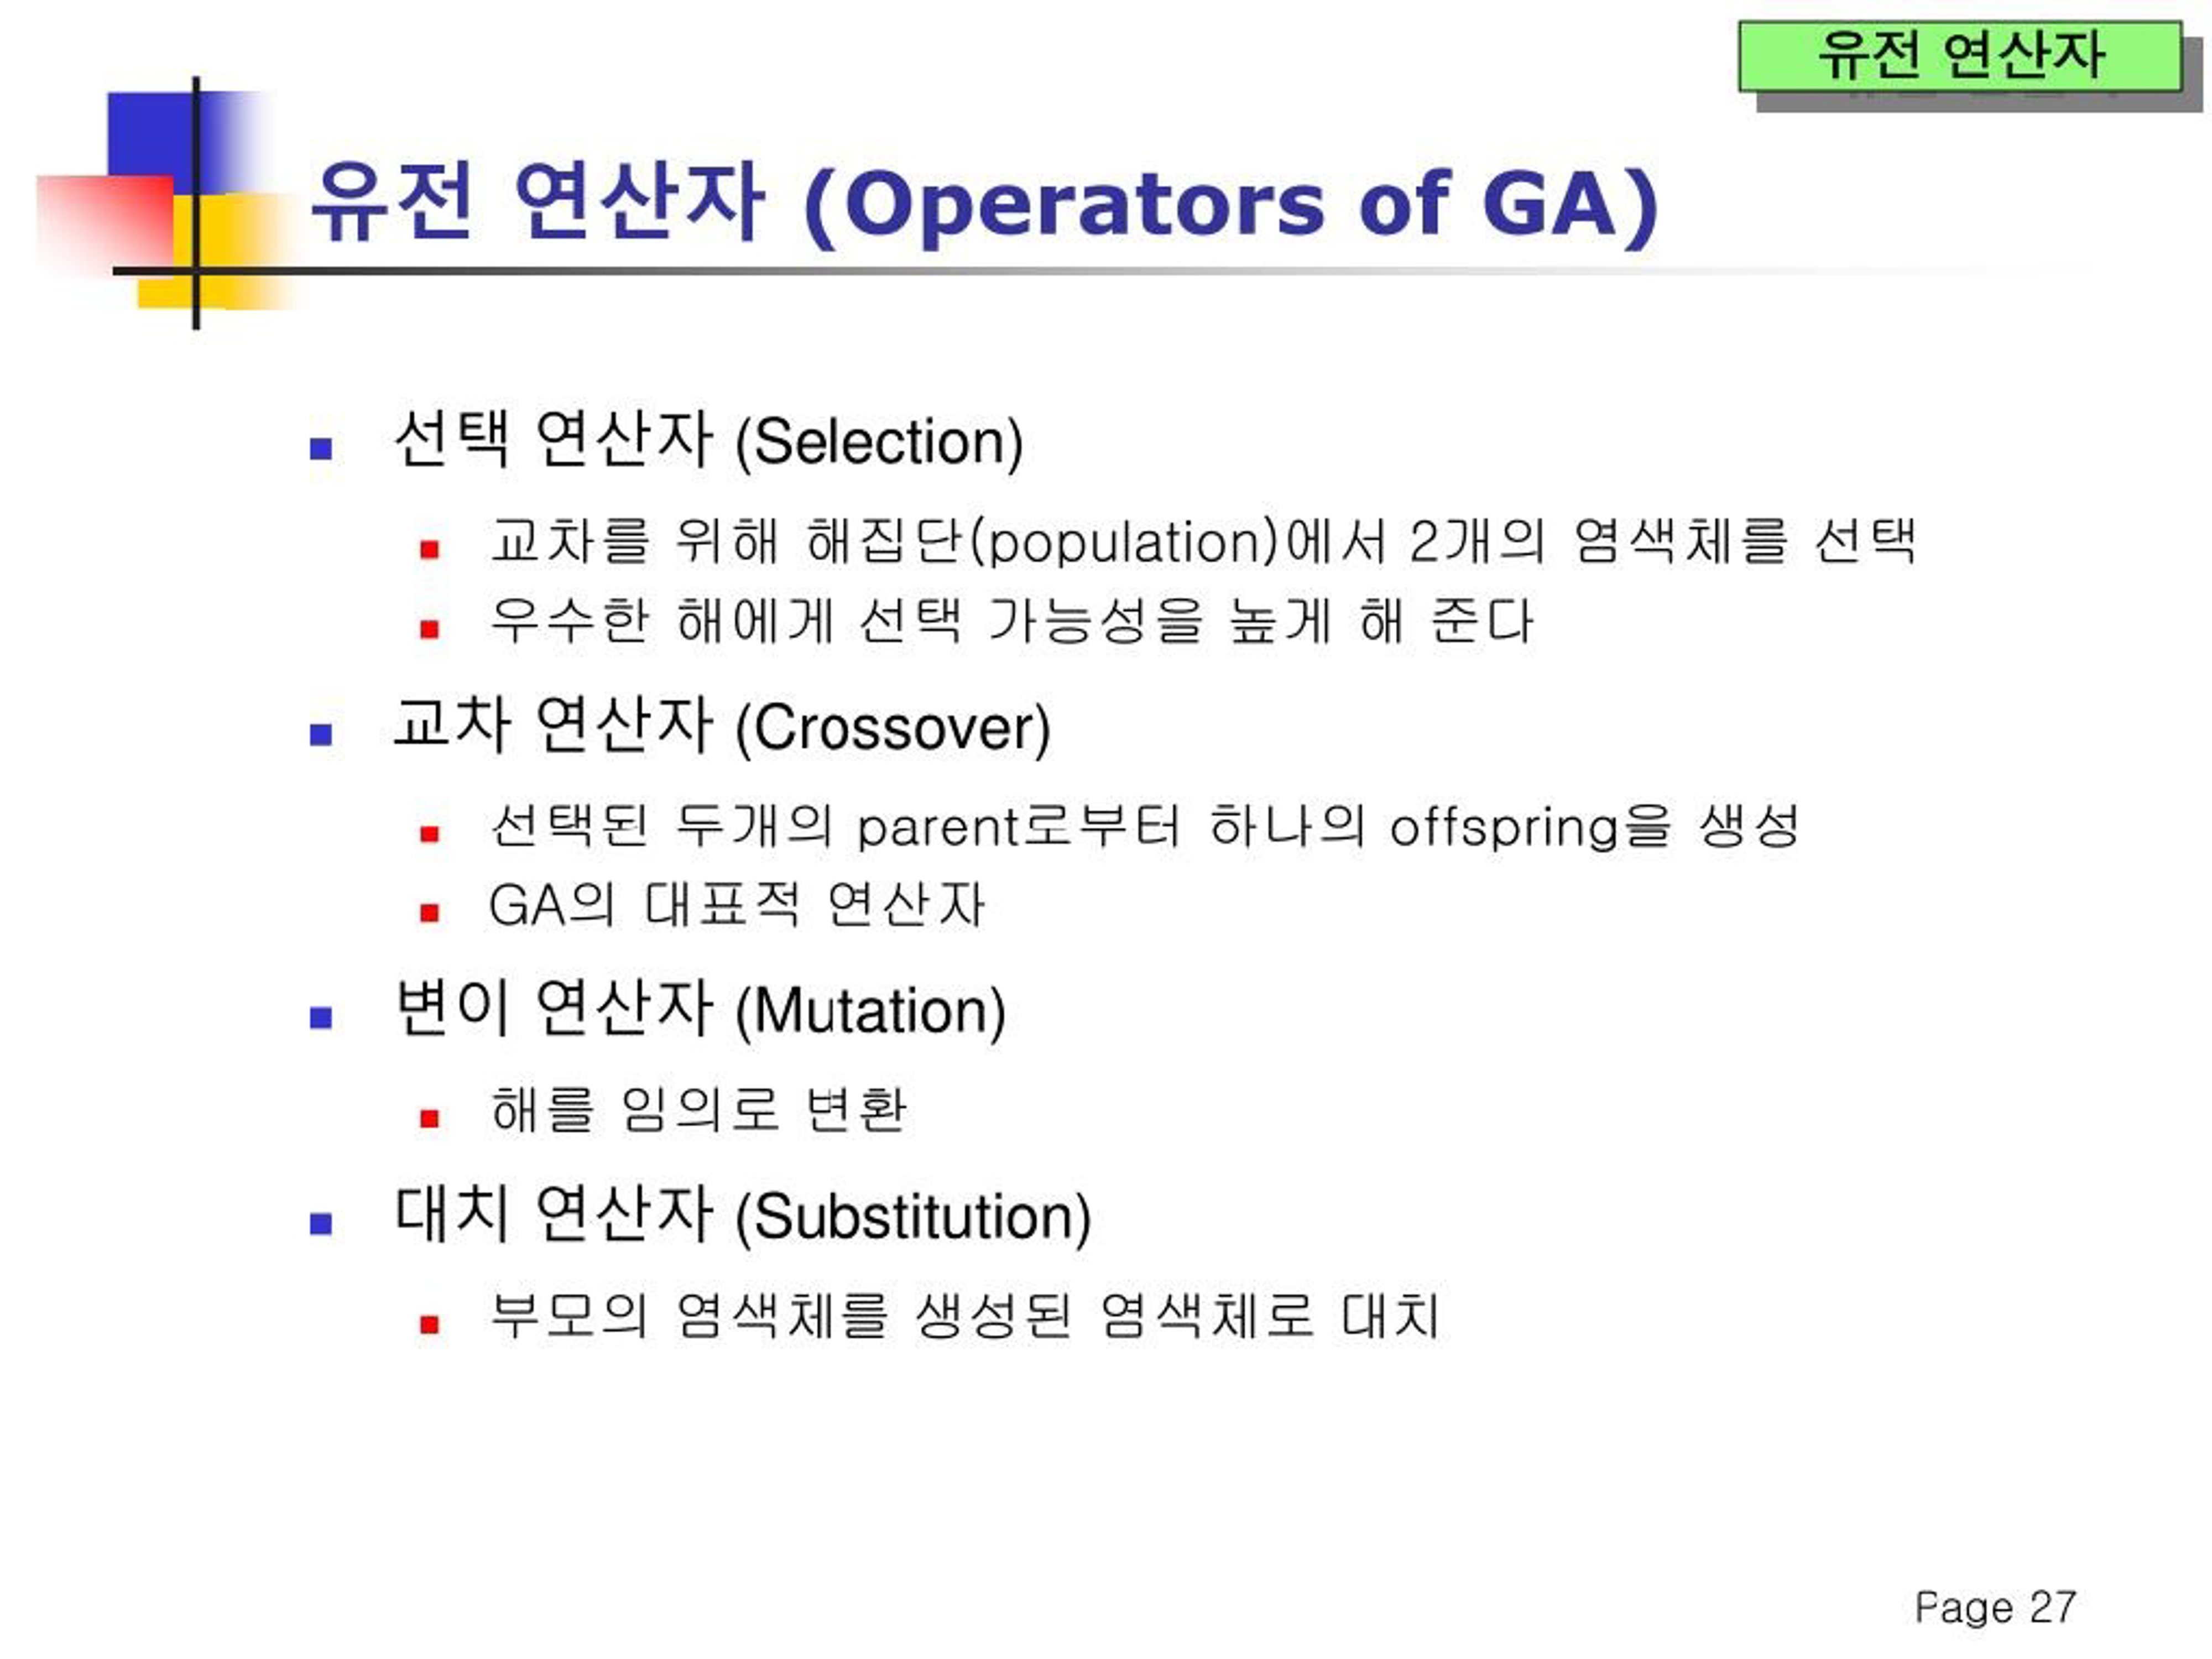 유전 연산자
유전 연산자 (Operators of GA)
선택 연산자 (Selection)
교차를 위해 해집단(population)에서 2개의 염색체를 선택
우수한 해에게 선택 가능성을 높게 해 준다
교차 연산자 (Crossover)
선택된 두개의 parent로부터 하나의 offspring을 생성
GA의 대표적 연산자
변이 연산자 (Mutation)
해를 임의로 변환
대치 연산자 (Substitution)
부모의 염색체를 생성된 염색체로 대치
Page 27